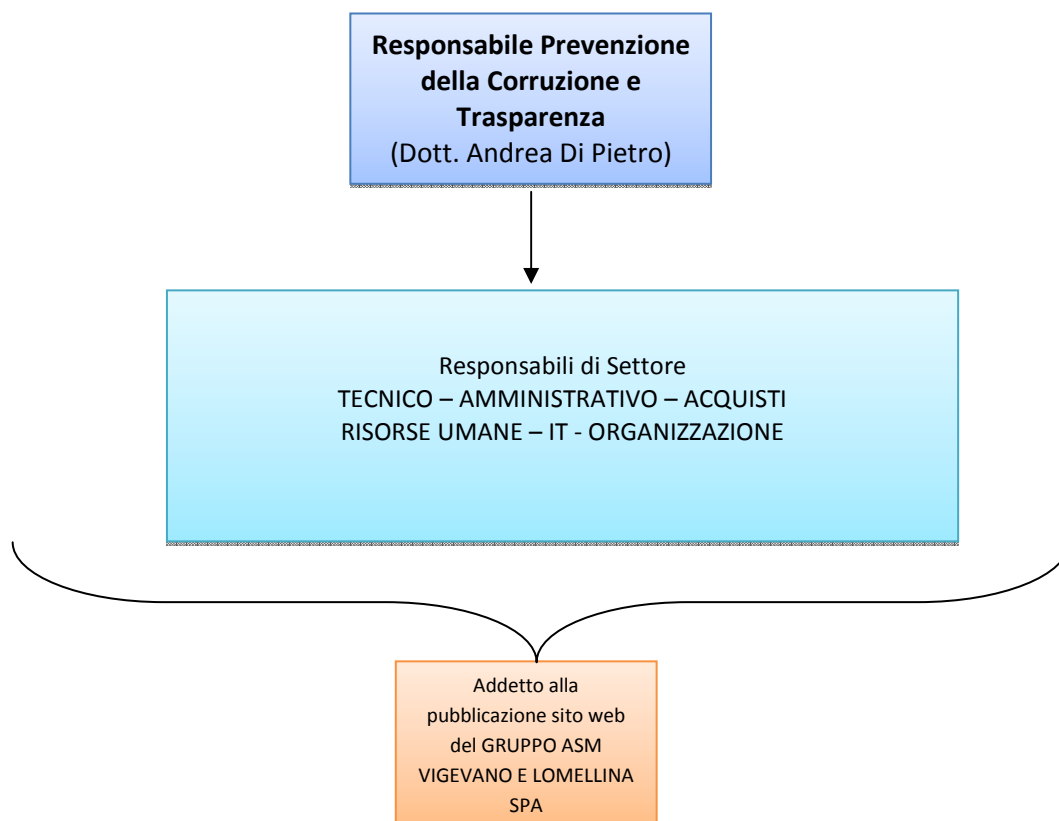 Responsabile Prevenzione
della Corruzione e
Trasparenza
(Dott. Andrea Di Pietro)
Responsabili di Settore
TECNICO – AMMINISTRATIVO – ACQUISTI
RISORSE UMANE – IT - ORGANIZZAZIONE
Addetto alla
pubblicazione sito web
del GRUPPO ASM
VIGEVANO E LOMELLINA
SPA